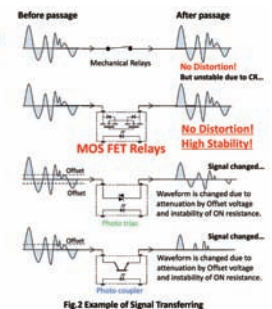 Before passage
After passage
Mechanical Relays
No Distortion!
But unstable due to CR...
MOS FET Relays
No Distortion!
High Stability!
Signal changed...
Offset
Offset
Photo triac
Waveform is changed due to
attenuation by Offset voltage
and instability of ON resistance.
Signal changed...
Offset
Photo coupler
Waveform is changed due to
attenuation by Offset voltage
and instability of ON resistance.
Fig.2 Example of Signal Transferring